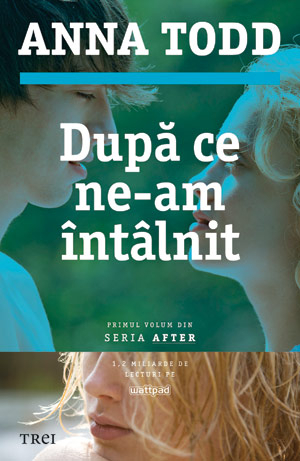 ANNA TODD
După ce
ne-am
întâlnit
PRIMUL VOLUM DIN
SERIA AFTER
1,2 MILIARDE DE
LECTURI PE
wattpad
TREI